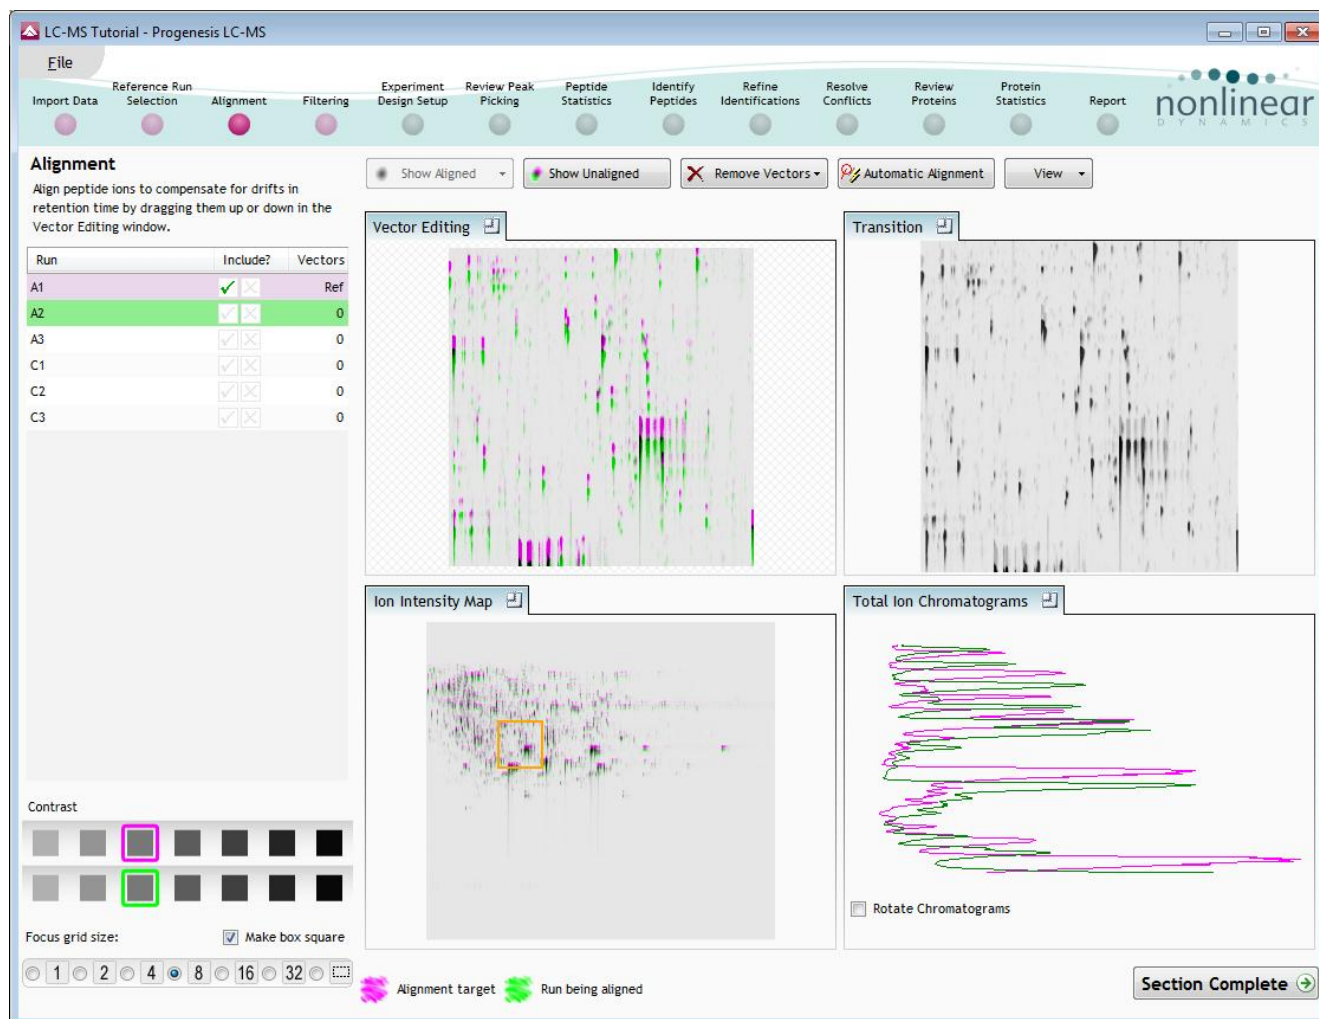 LC-MS Tutorial - Progenesis LC-MS
File
Import Data
Reference Run
Selection
Alignment
Filtering
Experiment
Design Setup
Review Peak
Picking
Peptide
Statistics
Identify
Peptides
Refine
Identifications
Resolve
Conflicts
Review
Proteins
Protein
Statistics
Report
nonlinear
DYNAMICS
Alignment
Align peptide ions to compensate for drifts in
retention time by dragging them up or down in the
Vector Editing window.
Show Aligned
Show Unaligned
Remove Vectors
Automatic Alignment
View
Run Include? Vectors
A1 Ref
A2 0
A3 0
C1 0
C2 0
C3 0
Vector Editing
Transition
Ion Intensity Map
Total Ion Chromatograms
Rotate Chromatograms
Contrast
Focus grid size:
Make box square
1 2 4 8 16 32
Alignment target
Run being aligned
Section Complete